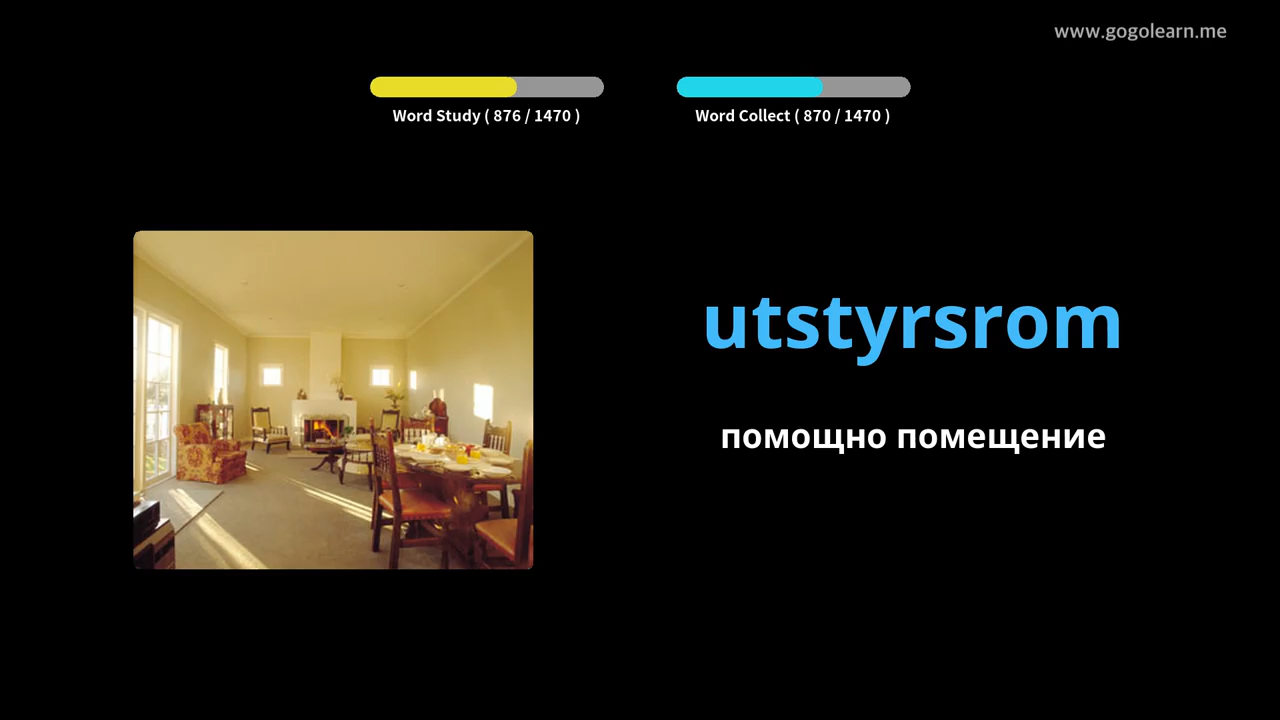 www.gogolearn.me
Word Study ( 876 / 1470 )
Word Collect ( 870 / 1470 )
utstyrsrom
помощно помещение